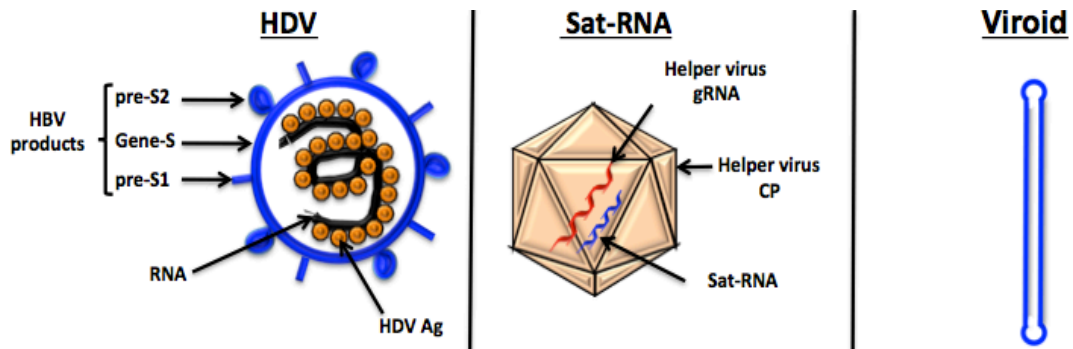 HDV
Sat-RNA
Viroid
HBV
products
pre-S2
Gene-S
pre-S1
RNA
HDV Ag
Helper virus
gRNA
Helper virus
CP
Sat-RNA